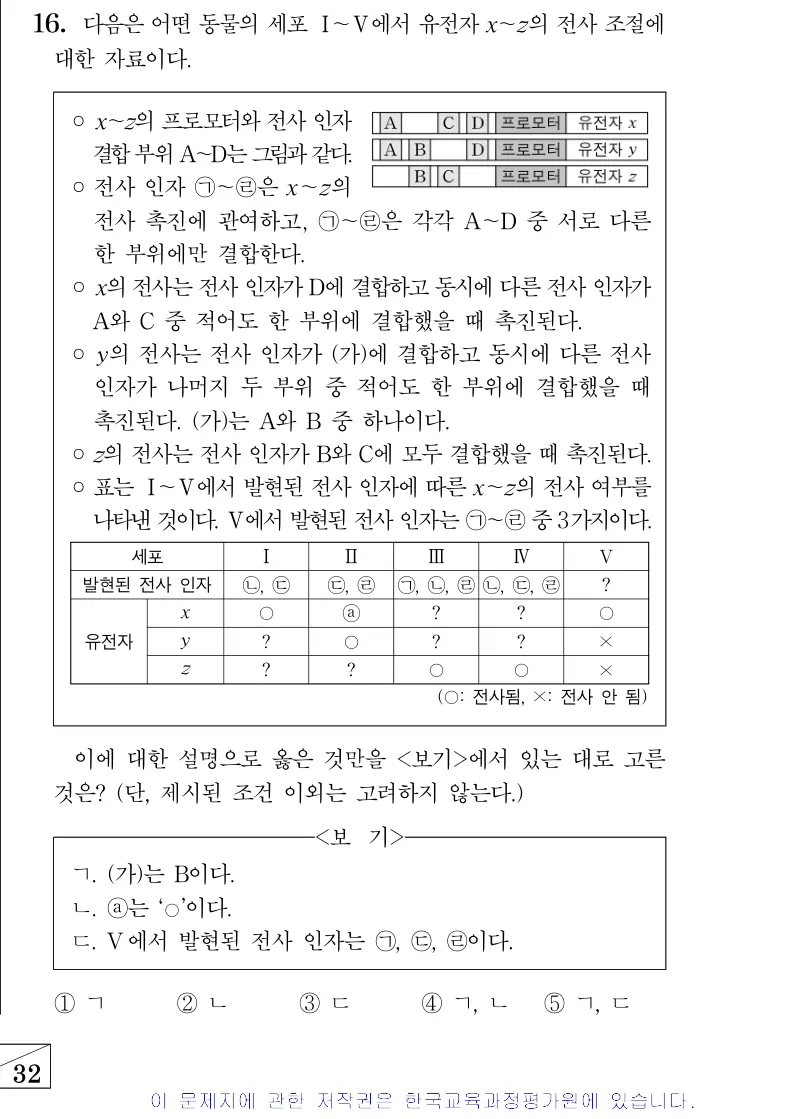 16. 다음은 어떤 동물의 세포 Ⅰ~Ⅴ에서 유전자 x~z의 전사 조절에
대한 자료이다.
○ x~z의 프로모터와 전사 인자
결합 부위 A~D는 그림과 같다.
A C D 프로모터 유전자 x
A B D 프로모터 유전자 y
B C 프로모터 유전자 z
○ 전사 인자 ㉠~㉣은 x~z의
전사 촉진에 관여하고, ㉠~㉣은 각각 A~D 중 서로 다른
한 부위에만 결합한다.
○ x의 전사는 전사 인자가 D에 결합하고 동시에 다른 전사 인자가
A와 C 중 적어도 한 부위에 결합했을 때 촉진된다.
○ y의 전사는 전사 인자가 (가)에 결합하고 동시에 다른 전사
인자가 나머지 두 부위 중 적어도 한 부위에 결합했을 때
촉진된다. (가)는 A와 B 중 하나이다.
○ z의 전사는 전사 인자가 B와 C에 모두 결합했을 때 촉진된다.
○ 표는 Ⅰ~Ⅴ에서 발현된 전사 인자에 따른 x~z의 전사 여부를
나타낸 것이다. Ⅴ에서 발현된 전사 인자는 ㉠~㉣ 중 3가지이다.
세포 Ⅰ Ⅱ Ⅲ Ⅳ Ⅴ
발현된 전사 인자 ㉡, ㉢ ㉢, ㉣ ㉠, ㉡, ㉣ ㉡, ㉢, ㉣ ?
유전자 x ○ ⓐ ? ? ○
y ? ○ ? ? ×
z ? ? ○ ○ ×
(○: 전사됨, ×: 전사 안 됨)
이에 대한 설명으로 옳은 것만을 <보기>에서 있는 대로 고른
것은? (단, 제시된 조건 이외는 고려하지 않는다.)
<보 기>
ㄱ. (가)는 B이다.
ㄴ. ⓐ는 ‘○’이다.
ㄷ. Ⅴ에서 발현된 전사 인자는 ㉠, ㉢, ㉣이다.
① ㄱ ② ㄴ ③ ㄷ ④ ㄱ, ㄴ ⑤ ㄱ, ㄷ
32
이 문제지에 관한 저작권은 한국교육과정평가원에 있습니다.